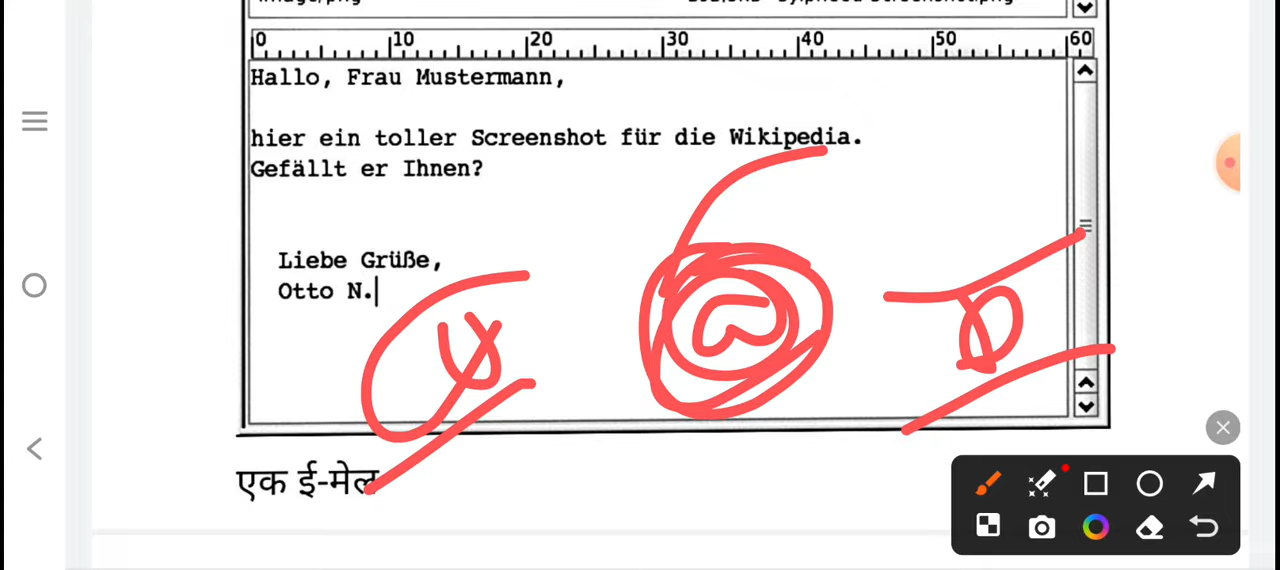 0 10 20 30 40 50 60
Hallo, Frau Mustermann,
hier ein toller Screenshot für die Wikipedia.
Gefällt er Ihnen?
Liebe Grüße,
Otto N.
एक ई-मेल